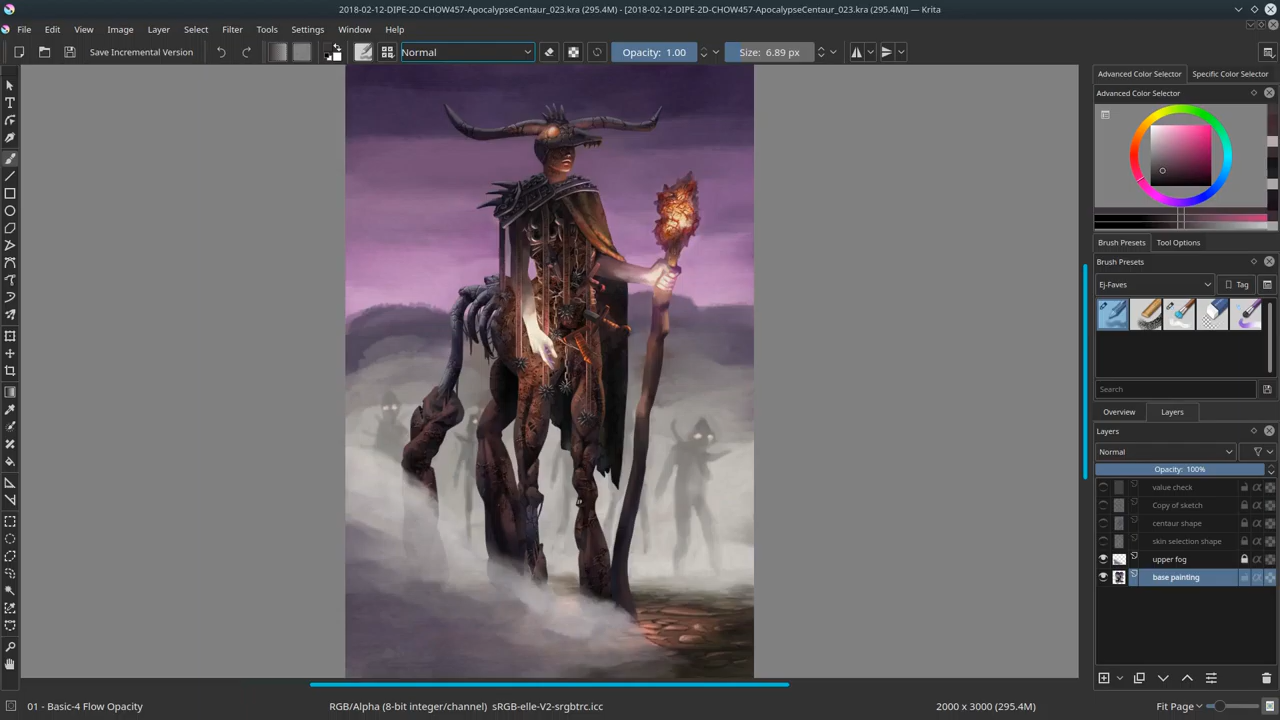 2018-02-12-DIPE-2D-CHOW457-ApocalypseCentaur_023.kra (295.4M) - [2018-02-12-DIPE-2D-CHOW457-ApocalypseCentaur_023.kra (295.4M)] — Krita
File Edit View Image Layer Select Filter Tools Settings Window Help
Save Incremental Version Normal Opacity: 1.00 Size: 6.89 px
Advanced Color Selector Specific Color Selector
Advanced Color Selector
Brush Presets Tool Options
Brush Presets
Ej-Faves Tag
Search
Overview Layers
Layers
Normal
Opacity: 100%
value check
Copy of sketch
centaur shape
skin selection shape
upper fog
base painting
01 - Basic-4 Flow Opacity RGB/Alpha (8-bit integer/channel) sRGB-elle-V2-srgbtrc.icc 2000 x 3000 (295.4M) Fit Page